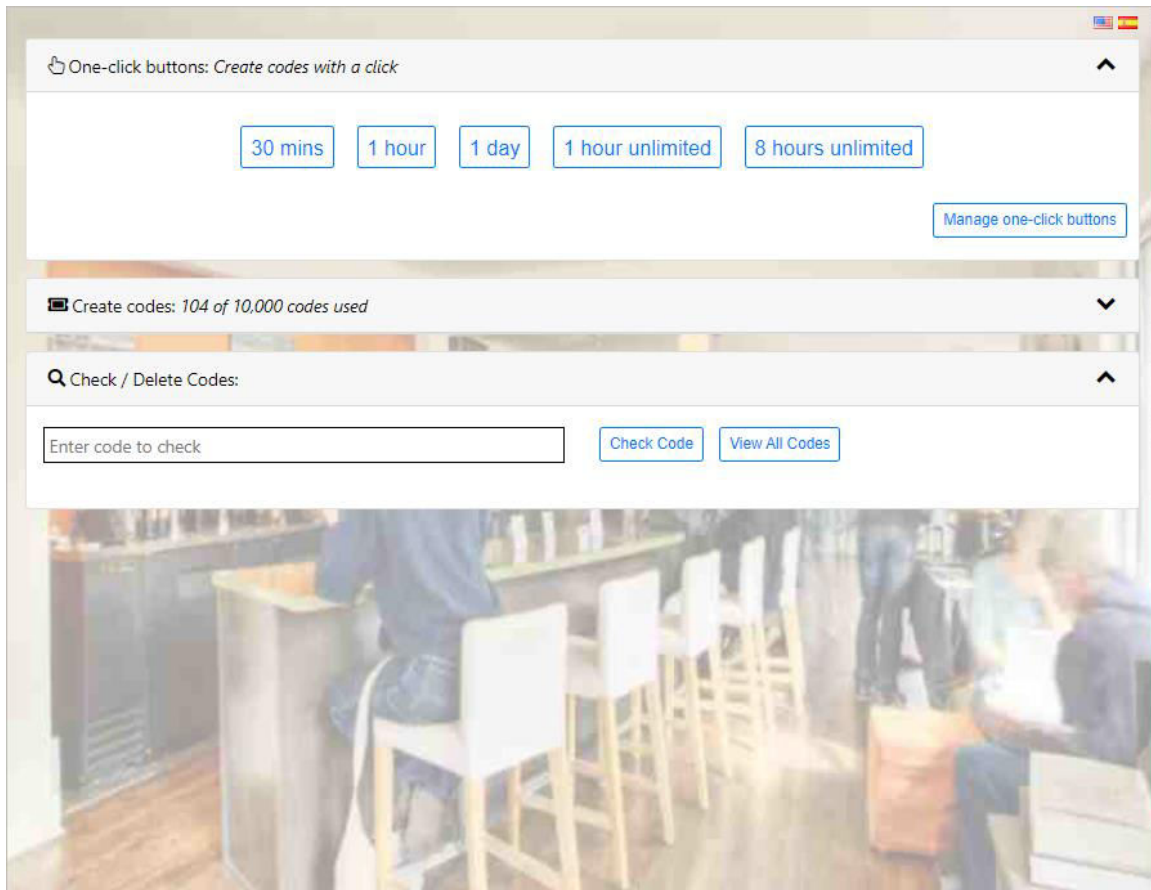 One-click buttons: Create codes with a click
30 mins 1 hour 1 day 1 hour unlimited 8 hours unlimited
Manage one-click buttons
Create codes: 104 of 10,000 codes used
Check / Delete Codes:
Enter code to check Check Code View All Codes